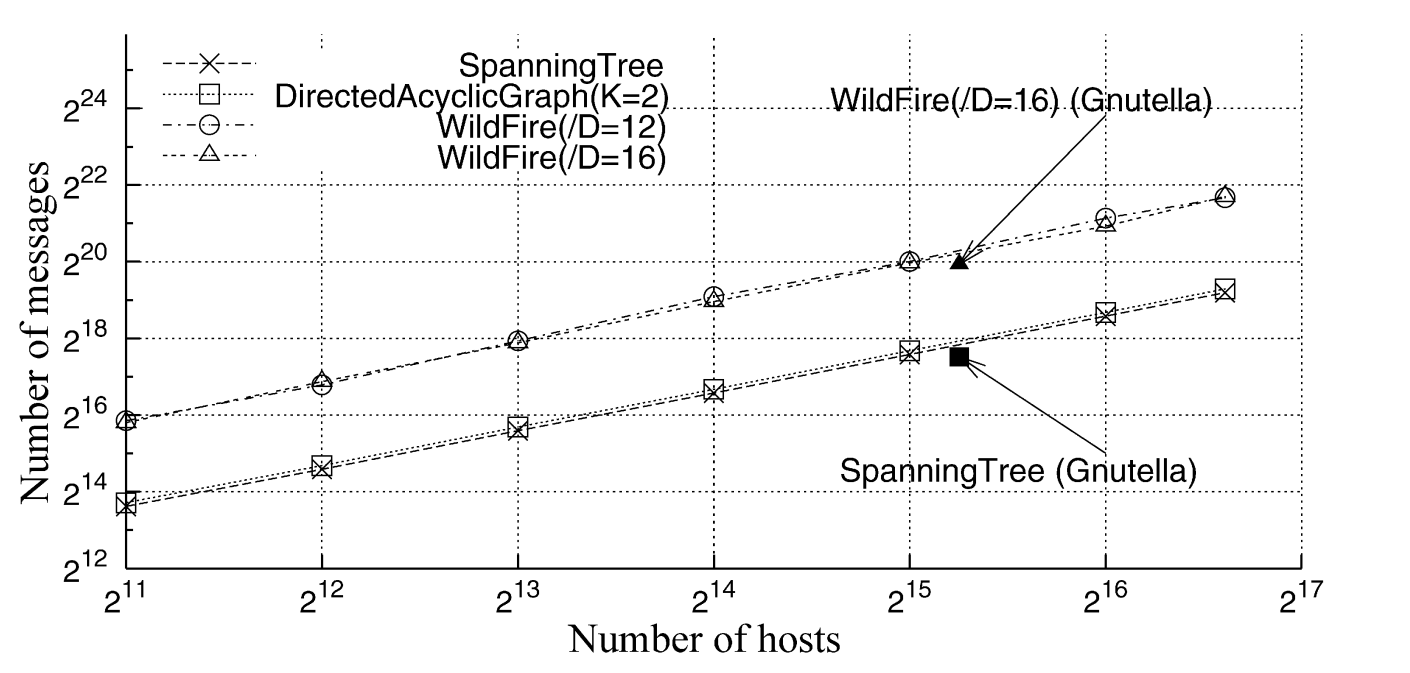 SpanningTree
DirectedAcyclicGraph(K=2)
WildFire(/D=12)
WildFire(/D=16)
WildFire(/D=16) (Gnutella)
SpanningTree (Gnutella)
2^24
2^22
2^20
2^18
2^16
2^14
2^12
Number of messages
2^11 2^12 2^13 2^14 2^15 2^16 2^17
Number of hosts